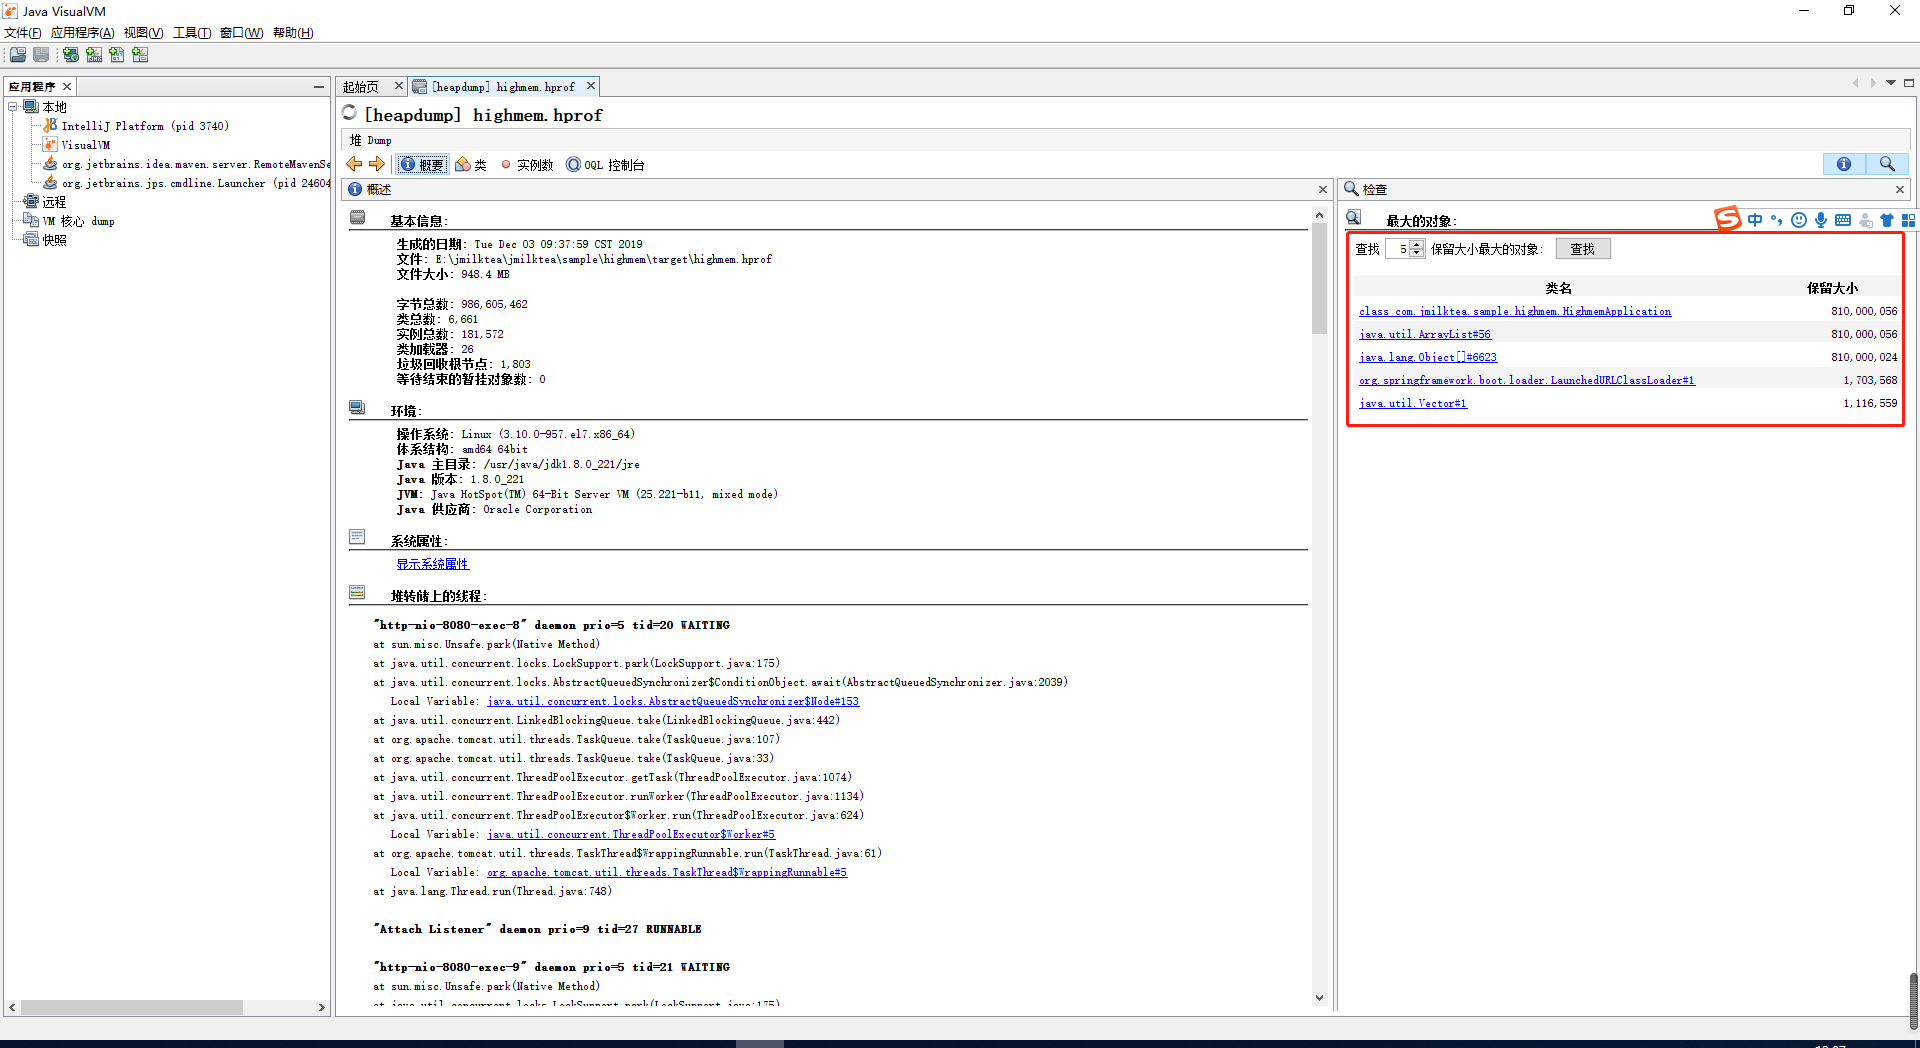 Java VisualVM
文件(F) 应用程序(A) 视图(V) 工具(T) 窗口(W) 帮助(H)
应用程序
本地
IntelliJ Platform (pid 3740)
VisualVM
org.jetbrains.idea.maven.server.RemoteMavenSe
org.jetbrains.jps.cmdline.Launcher (pid 24604
远程
VM 核心 dump
快照
起始页 [heapdump] highmem.hprof
[heapdump] highmem.hprof
堆 Dump
概要 类 实例数 OQL 控制台
概述
基本信息:
生成的日期: Tue Dec 03 09:37:59 CST 2019
文件: E:\jmilktea\jmilktea\sample\highmem\target\highmem.hprof
文件大小: 948.4 MB
字节总数: 986,605,462
类总数: 6,661
实例总数: 181,572
类加载器: 26
垃圾回收根节点: 1,803
等待结束的暂挂对象数: 0
环境:
操作系统: Linux (3.10.0-957.el7.x86_64)
体系结构: amd64 64bit
Java 主目录: /usr/java/jdk1.8.0_221/jre
Java 版本: 1.8.0_221
JVM: Java HotSpot(TM) 64-Bit Server VM (25.221-b11, mixed mode)
Java 供应商: Oracle Corporation
系统属性:
显示系统属性
堆转储上的线程:
"http-nio-8080-exec-8" daemon prio=5 tid=20 WAITING
at sun.misc.Unsafe.park(Native Method)
at java.util.concurrent.locks.LockSupport.park(LockSupport.java:175)
at java.util.concurrent.locks.AbstractQueuedSynchronizer$ConditionObject.await(AbstractQueuedSynchronizer.java:2039)
Local Variable: java.util.concurrent.locks.AbstractQueuedSynchronizer$Node#153
at java.util.concurrent.LinkedBlockingQueue.take(LinkedBlockingQueue.java:442)
at org.apache.tomcat.util.threads.TaskQueue.take(TaskQueue.java:107)
at org.apache.tomcat.util.threads.TaskQueue.take(TaskQueue.java:33)
at java.util.concurrent.ThreadPoolExecutor.getTask(ThreadPoolExecutor.java:1074)
at java.util.concurrent.ThreadPoolExecutor.runWorker(ThreadPoolExecutor.java:1134)
at java.util.concurrent.ThreadPoolExecutor$Worker.run(ThreadPoolExecutor.java:624)
Local Variable: java.util.concurrent.ThreadPoolExecutor$Worker#5
at org.apache.tomcat.util.threads.TaskThread$WrappingRunnable.run(TaskThread.java:61)
Local Variable: org.apache.tomcat.util.threads.TaskThread$WrappingRunnable#5
at java.lang.Thread.run(Thread.java:748)
"Attach Listener" daemon prio=9 tid=27 RUNNABLE
"http-nio-8080-exec-9" daemon prio=5 tid=21 WAITING
at sun.misc.Unsafe.park(Native Method)
at java.util.concurrent.locks.LockSupport.park(LockSupport.java:175)
检查
最大的对象:
中
查找 5 保留大小最大的对象: 查找
类名 保留大小
class com.jmilktea.sample.highmem.HighmemApplication 810,000,056
java.util.ArrayList#56 810,000,056
java.lang.Object[]#6623 810,000,024
org.springframework.boot.loader.LaunchedURLClassLoader#1 1,703,568
java.util.Vector#1 1,116,559